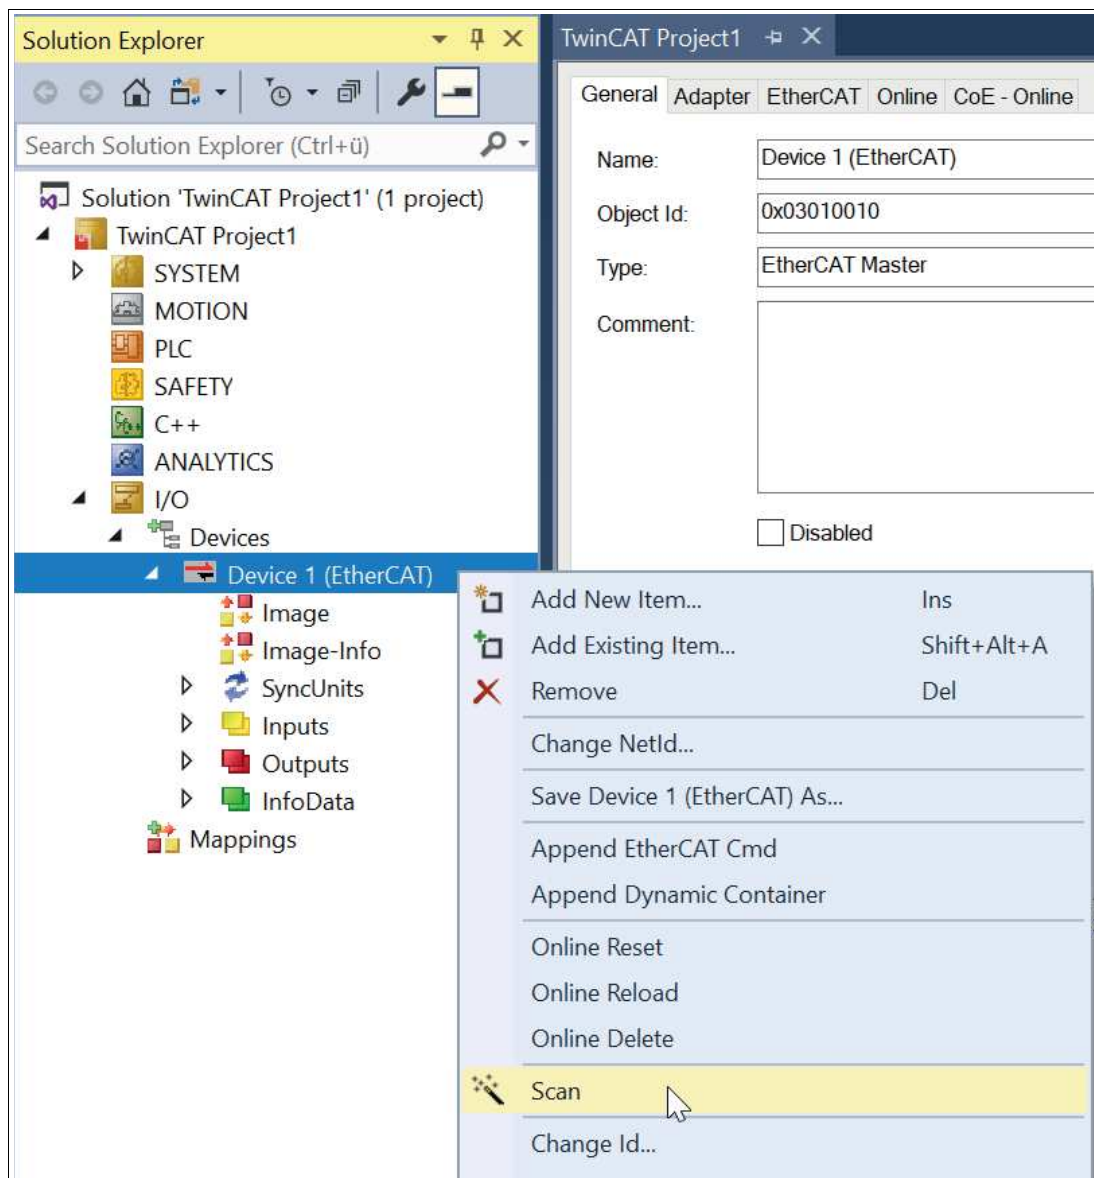 Solution Explorer
Search Solution Explorer (Ctrl+ü)
Solution 'TwinCAT Project1' (1 project)
TwinCAT Project1
SYSTEM
MOTION
PLC
SAFETY
C++
ANALYTICS
I/O
Devices
Device 1 (EtherCAT)
Image
Image-Info
SyncUnits
Inputs
Outputs
InfoData
Mappings
TwinCAT Project1
General Adapter EtherCAT Online CoE - Online
Name: Device 1 (EtherCAT)
Object Id: 0x03010010
Type: EtherCAT Master
Comment:
Disabled
Add New Item... Ins
Add Existing Item... Shift+Alt+A
Remove Del
Change NetId...
Save Device 1 (EtherCAT) As...
Append EtherCAT Cmd
Append Dynamic Container
Online Reset
Online Reload
Online Delete
Scan
Change Id...